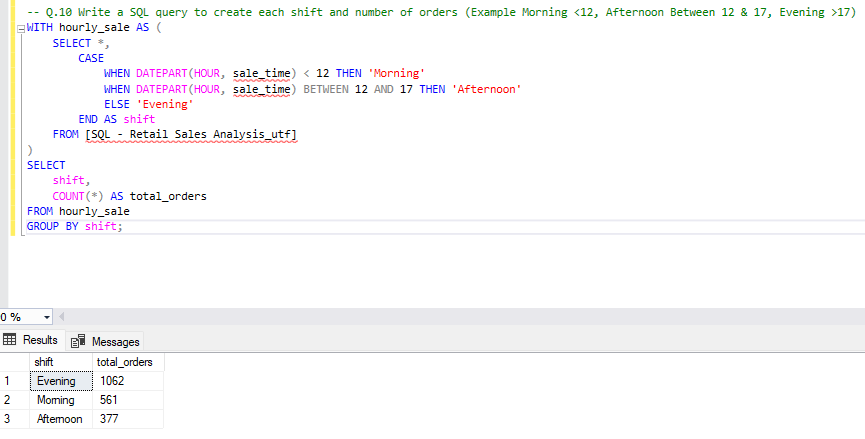 -- Q.10 Write a SQL query to create each shift and number of orders (Example Morning <12, Afternoon Between 12 & 17, Evening >17)
WITH hourly_sale AS (
SELECT *,
CASE
WHEN DATEPART(HOUR, sale_time) < 12 THEN 'Morning'
WHEN DATEPART(HOUR, sale_time) BETWEEN 12 AND 17 THEN 'Afternoon'
ELSE 'Evening'
END AS shift
FROM [SQL - Retail Sales Analysis_utf]
)
SELECT
shift,
COUNT(*) AS total_orders
FROM hourly_sale
GROUP BY shift;
0 %
Results Messages
shift total_orders
1 Evening 1062
2 Morning 561
3 Afternoon 377